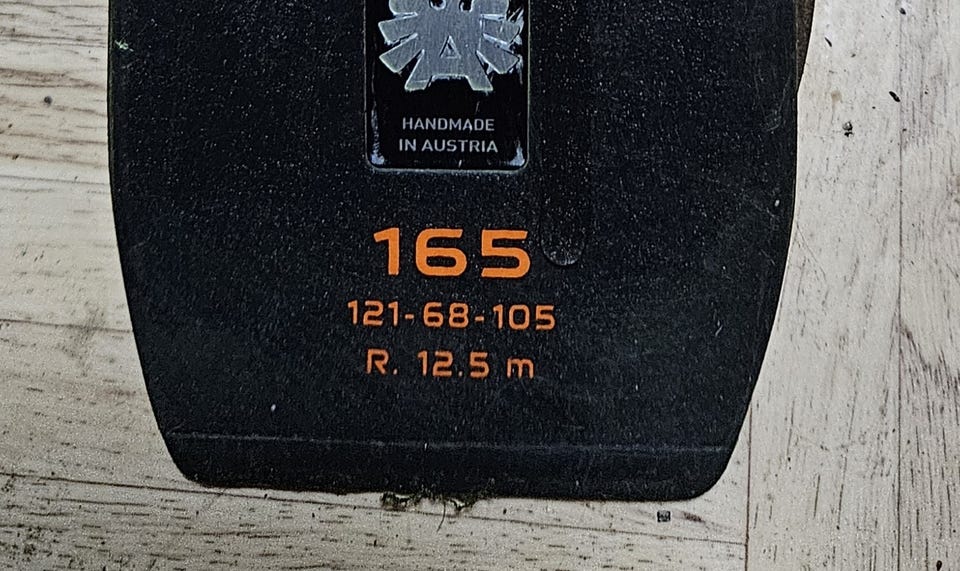 HANDMADE
IN AUSTRIA
165
121-68-105
R. 12.5 m